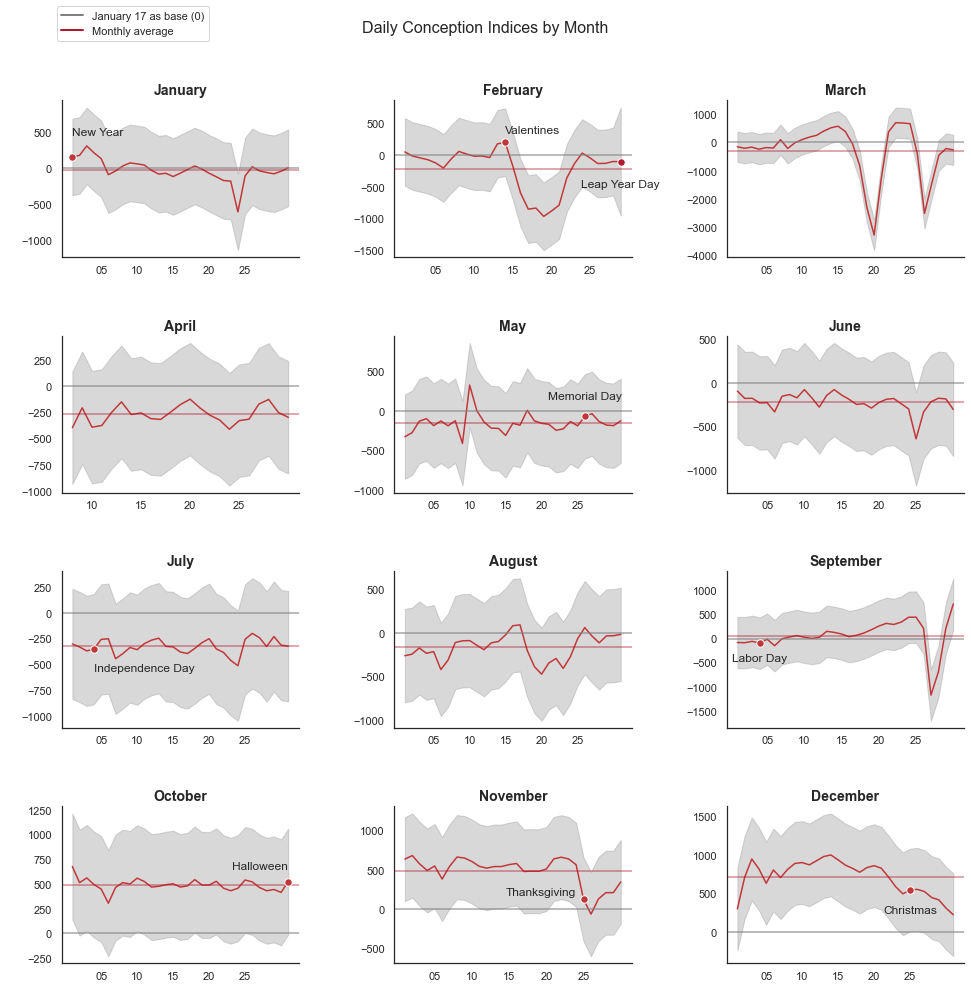 January 17 as base (0)
Monthly average
Daily Conception Indices by Month
January
500
0
−500
−1000
New Year
05 10 15 20 25
February
500
0
−500
−1000
−1500
Valentines
Leap Year Day
05 10 15 20 25
March
1000
0
−1000
−2000
−3000
−4000
05 10 15 20 25
April
250
0
−250
−500
−750
−1000
10 15 20 25
May
500
0
−500
−1000
Memorial Day
05 10 15 20 25
June
500
0
−500
−1000
05 10 15 20 25
July
250
0
−250
−500
−750
−1000
Independence Day
05 10 15 20 25
August
500
0
−500
−1000
05 10 15 20 25
September
1000
500
0
−500
−1000
−1500
Labor Day
05 10 15 20 25
October
1250
1000
750
500
250
0
−250
Halloween
05 10 15 20 25
November
1000
500
0
−500
Thanksgiving
05 10 15 20 25
December
1500
1000
500
0
Christmas
05 10 15 20 25